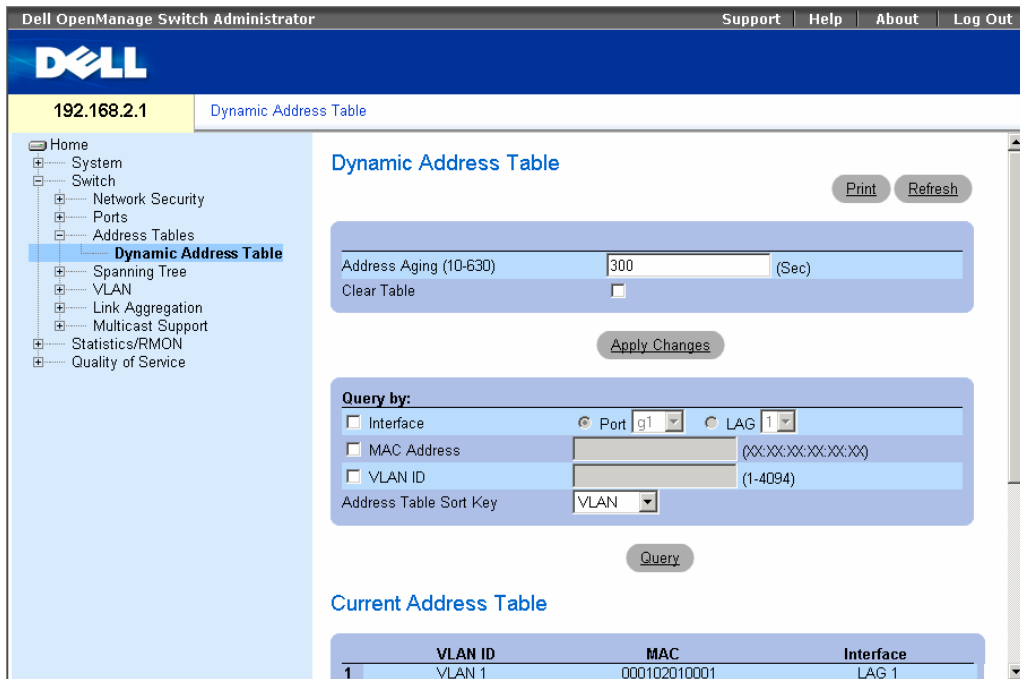 Dell OpenManage Switch Administrator Support Help About Log Out
DELL
192.168.2.1 Dynamic Address Table
Home
System
Switch
Network Security
Ports
Address Tables
Dynamic Address Table
Spanning Tree
VLAN
Link Aggregation
Multicast Support
Statistics/RMON
Quality of Service
Dynamic Address Table
Print Refresh
Address Aging (10-630) 300 (Sec)
Clear Table
Apply Changes
Query by:
Interface Port g1 LAG 1
MAC Address (XX:XX:XX:XX:XX:XX)
VLAN ID (1-4094)
Address Table Sort Key VLAN
Query
Current Address Table
VLAN ID MAC Interface
1 VLAN 1 000102010001 LAG 1